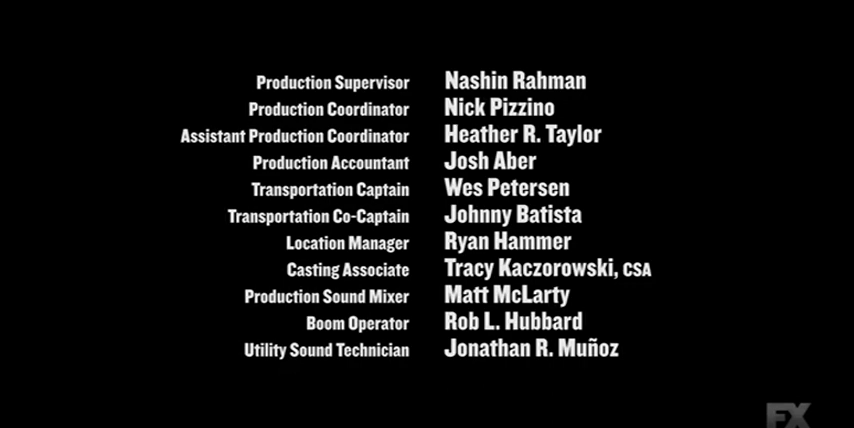 Production Supervisor Nashin Rahman
Production Coordinator Nick Pizzino
Assistant Production Coordinator Heather R. Taylor
Production Accountant Josh Aber
Transportation Captain Wes Petersen
Transportation Co-Captain Johnny Batista
Location Manager Ryan Hammer
Casting Associate Tracy Kaczorowski, CSA
Production Sound Mixer Matt McLarty
Boom Operator Rob L. Hubbard
Utility Sound Technician Jonathan R. Muñoz
FX